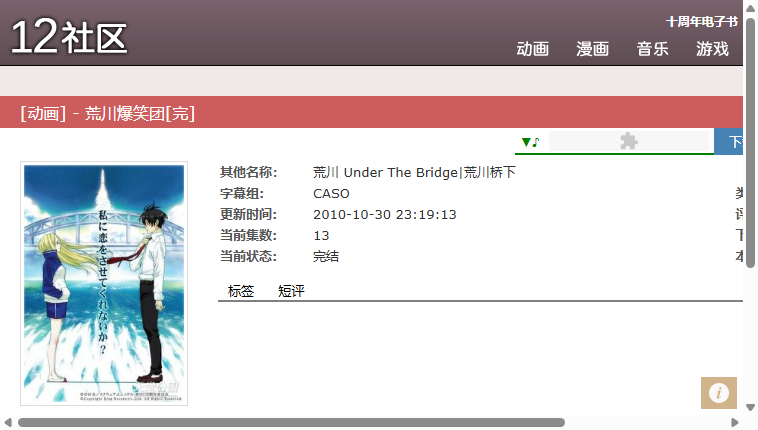 12社区
十周年电子书
动画 漫画 音乐 游戏
[动画] - 荒川爆笑团[完]
下
其他名称: 荒川 Under The Bridge|荒川桥下
字幕组: CASO
更新时间: 2010-10-30 23:19:13
当前集数: 13
当前状态: 完结
标签 短评
私に恋をさせてくれないか？